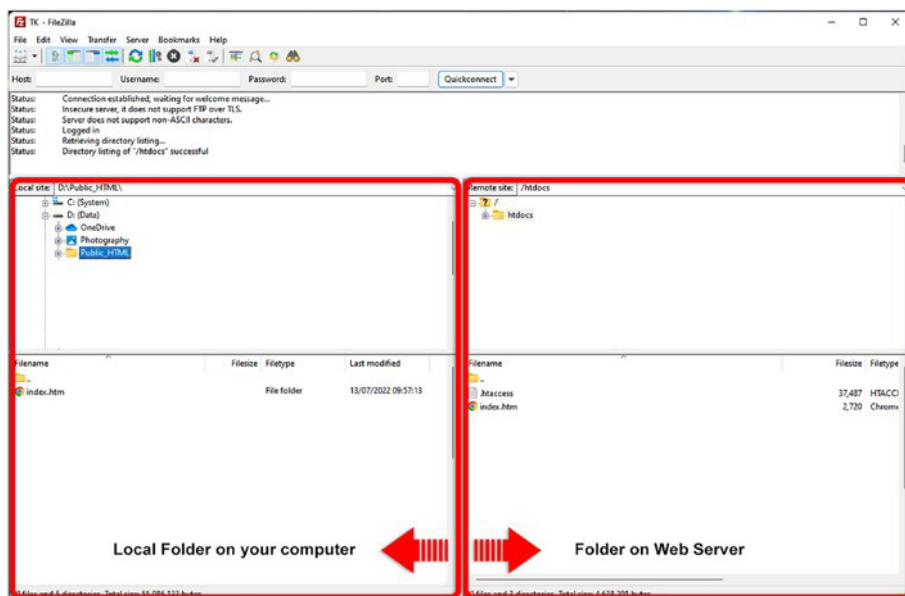 TK - FileZilla
File Edit View Transfer Server Bookmarks Help
Host: Username: Password: Port: Quickconnect
Status: Connection established, waiting for welcome message...
Status: Insecure server, it does not support FTP over TLS.
Status: Server does not support non-ASCII characters.
Status: Logged in
Status: Retrieving directory listing...
Status: Directory listing of "/htdocs" successful
Local site: D:\Public_HTML\
C: (System)
D: (Data)
OneDrive
Photography
Public_HTML
Filename Filesize Filetype Last modified
..
index.htm File folder 13/07/2022 09:57:13
Local Folder on your computer
Remote site: /htdocs
/
htdocs
Filename Filesize Filetype
..
.htaccess 37,487 HTACCI
index.htm 2,720 Chrome
Folder on Web Server